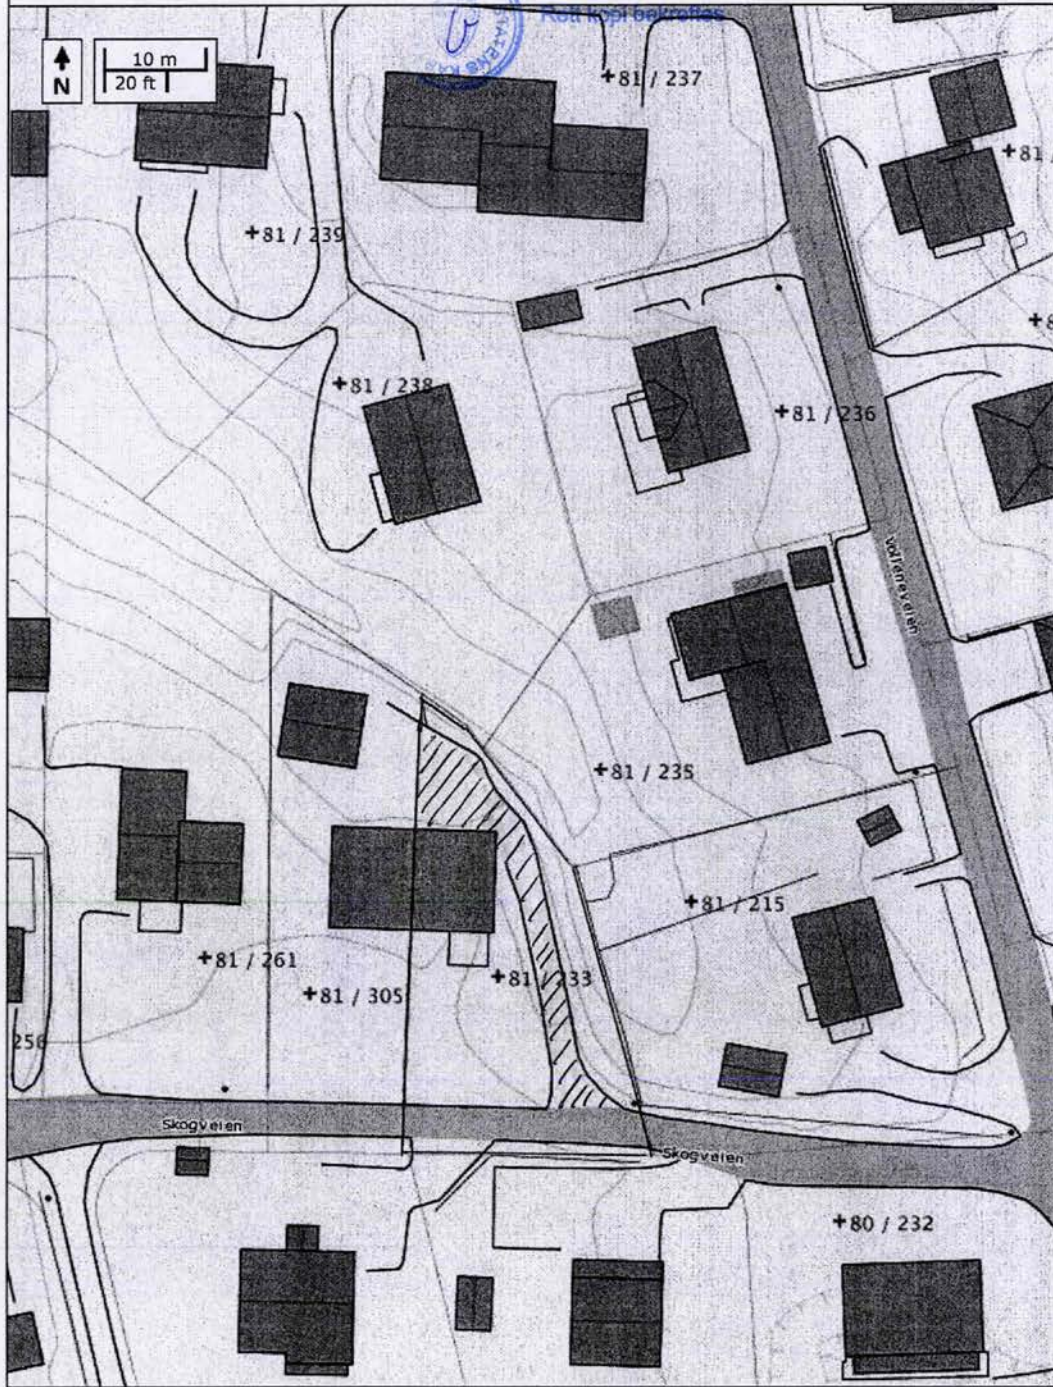 Rett kopi bekreftes
N
10 m
20 ft
+81 / 237
+81
+81 / 239
+81 / 238
+81 / 236
Volleneveien
+81 / 235
+81 / 215
+81 / 261
+81 / 233
+81 / 305
256
Skogveien
Skogveien
+80 / 232